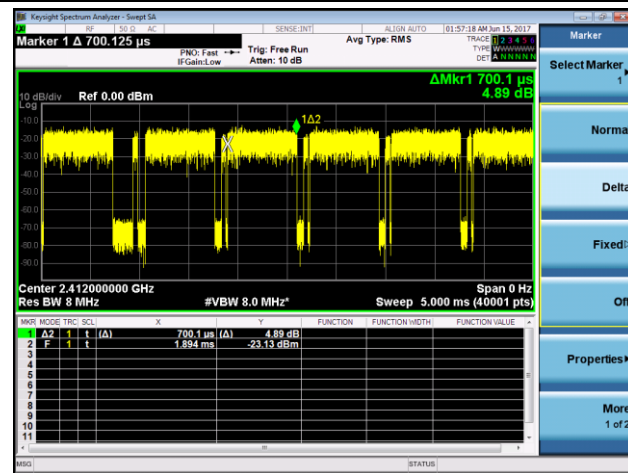 Keysight Spectrum Analyzer - Swept SA
RF 50 Ω AC SENSE:INT ALIGN AUTO 01:57:18 AM Jun 15, 2017
Marker 1 Δ 700.125 µs
PNO: Fast Trig: Free Run
IFGain:Low Atten: 10 dB
Avg Type: RMS
TRACE 1 2 3 4 5 6
TYPE WWWWWW
DET A N N N N N
ΔMkr1 700.1 µs
4.89 dB
10 dB/div Ref 0.00 dBm
Log
-10.0
-20.0
-30.0
-40.0
-50.0
-60.0
-70.0
-80.0
-90.0
1Δ2
X
Center 2.412000000 GHz Span 0 Hz
Res BW 8 MHz #VBW 8.0 MHz* Sweep 5.000 ms (40001 pts)
MKR MODE TRC SCL X Y FUNCTION FUNCTION WIDTH FUNCTION VALUE
1 Δ2 1 t (Δ) 700.1 µs (Δ) 4.89 dB
2 F 1 t 1.894 ms -23.13 dBm
3
4
5
6
7
8
9
10
11
MSG STATUS
Marker
Select Marker
1
Norma
Delta
Fixed
Of
Properties
More
1 of 2